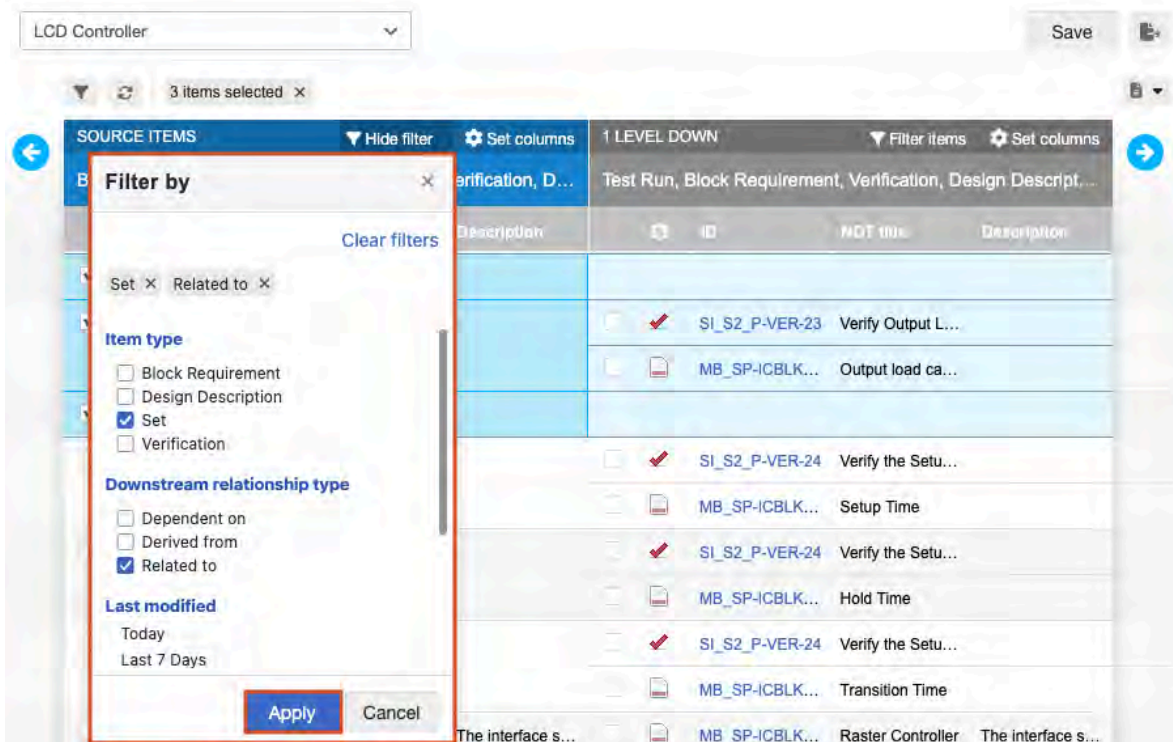 LCD Controller
Save
3 items selected ×
SOURCE ITEMS Hide filter Set columns 1 LEVEL DOWN Filter items Set columns
B erification, D... Test Run, Block Requirement, Verification, Design Descript...
Description ID Description
Filter by ×
Clear filters
Set × Related to ×
Item type
Block Requirement
Design Description
Set
Verification
Downstream relationship type
Dependent on
Derived from
Related to
Last modified
Today
Last 7 Days
Apply Cancel
SI_S2_P-VER-23 Verify Output L...
MB_SP-ICBLK... Output load ca...
SI_S2_P-VER-24 Verify the Setu...
MB_SP-ICBLK... Setup Time
SI_S2_P-VER-24 Verify the Setu...
MB_SP-ICBLK... Hold Time
SI_S2_P-VER-24 Verify the Setu...
MB_SP-ICBLK... Transition Time
The interface s... MB_SP-ICBLK... Raster Controller The interface s...